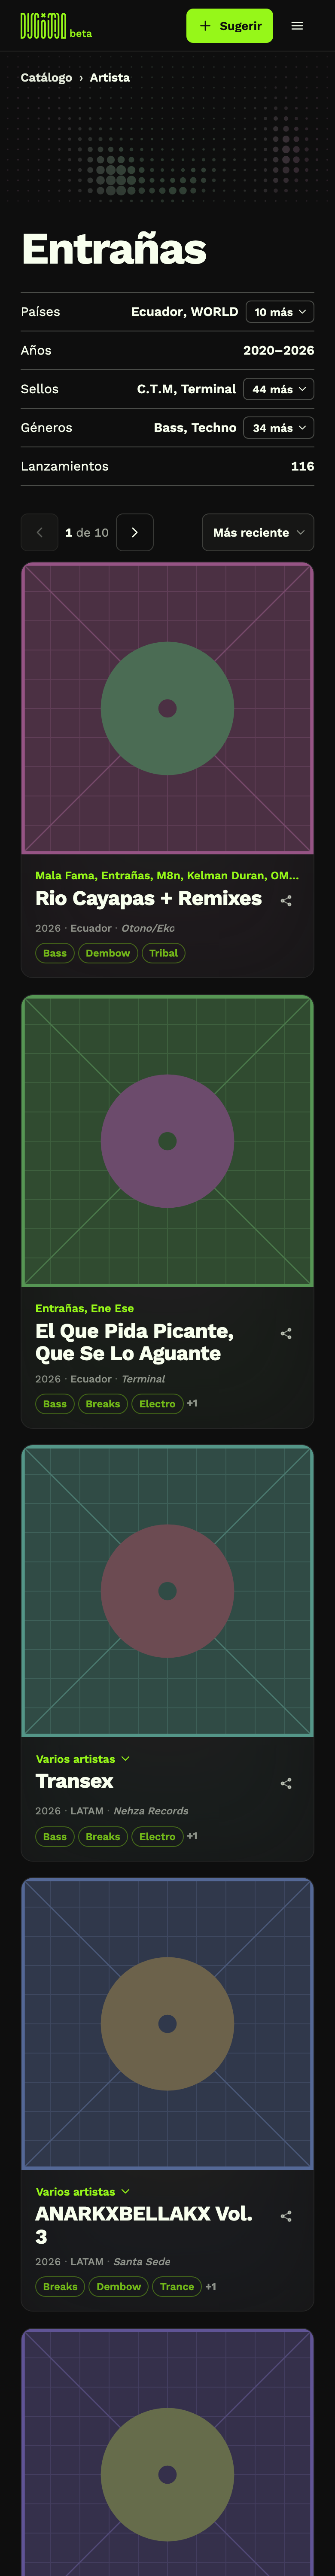 beta
+ Sugerir
Catálogo › Artista
Entrañas
Países Ecuador, WORLD 10 más
Años 2020–2026
Sellos C.T.M, Terminal 44 más
Géneros Bass, Techno 34 más
Lanzamientos 116
1 de 10 Más reciente
Mala Fama, Entrañas, M8n, Kelman Duran, OM…
Rio Cayapas + Remixes
2026 · Ecuador · Otono/Ekc
Bass Dembow Tribal
Entrañas, Ene Ese
El Que Pida Picante,
Que Se Lo Aguante
2026 · Ecuador · Terminal
Bass Breaks Electro +1
Varios artistas
Transex
2026 · LATAM · Nehza Records
Bass Breaks Electro +1
Varios artistas
ANARKXBELLAKX Vol.
3
2026 · LATAM · Santa Sede
Breaks Dembow Trance +1